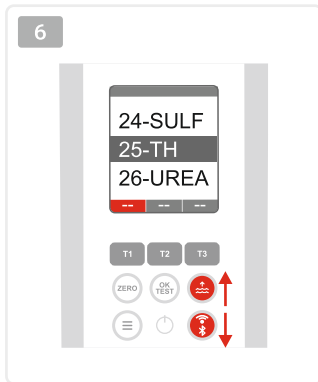 6
24-SULF
25-TH
26-UREA
-- -- --
T1 T2 T3
ZERO OK TEST